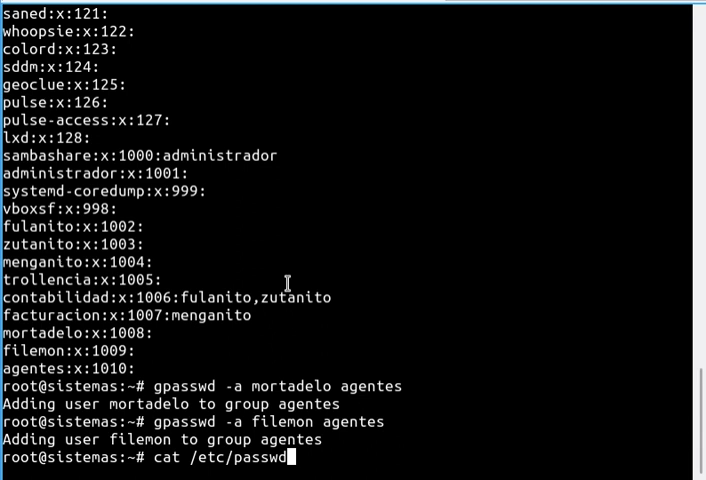 saned:x:121:
whoopsie:x:122:
colord:x:123:
sddm:x:124:
geoclue:x:125:
pulse:x:126:
pulse-access:x:127:
lxd:x:128:
sambashare:x:1000:administrador
administrador:x:1001:
systemd-coredump:x:999:
vboxsf:x:998:
fulanito:x:1002:
zutanito:x:1003:
menganito:x:1004:
trollencia:x:1005:
contabilidad:x:1006:fulanito,zutanito
facturacion:x:1007:menganito
mortadelo:x:1008:
filemon:x:1009:
agentes:x:1010:
root@sistemas:~# gpasswd -a mortadelo agentes
Adding user mortadelo to group agentes
root@sistemas:~# gpasswd -a filemon agentes
Adding user filemon to group agentes
root@sistemas:~# cat /etc/passwd